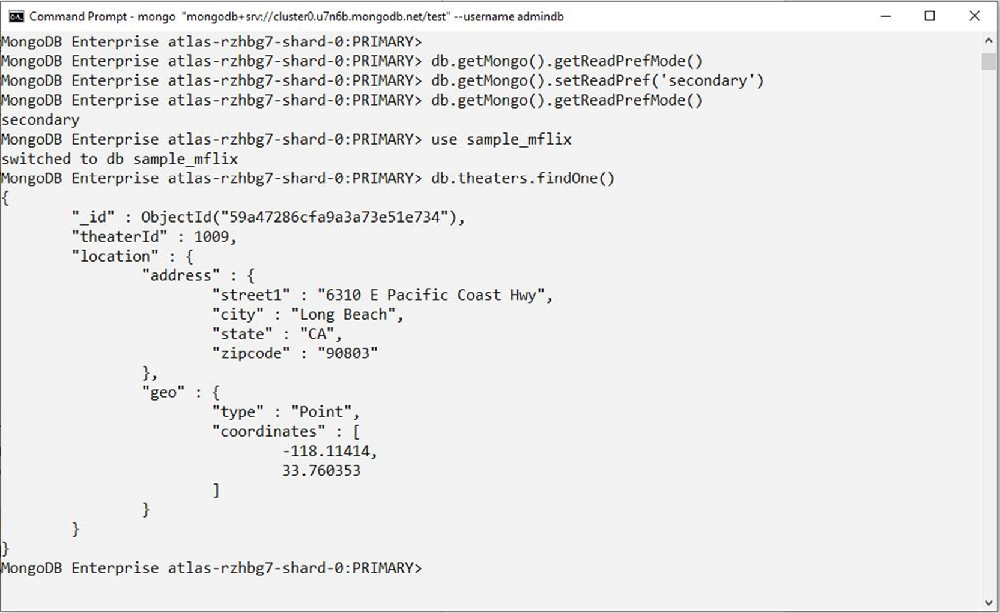 Command Prompt - mongo "mongodb+srv://cluster0.u7n6b.mongodb.net/test" --username admindb
MongoDB Enterprise atlas-rzhbg7-shard-0:PRIMARY>
MongoDB Enterprise atlas-rzhbg7-shard-0:PRIMARY> db.getMongo().getReadPrefMode()
MongoDB Enterprise atlas-rzhbg7-shard-0:PRIMARY> db.getMongo().setReadPref('secondary')
MongoDB Enterprise atlas-rzhbg7-shard-0:PRIMARY> db.getMongo().getReadPrefMode()
secondary
MongoDB Enterprise atlas-rzhbg7-shard-0:PRIMARY> use sample_mflix
switched to db sample_mflix
MongoDB Enterprise atlas-rzhbg7-shard-0:PRIMARY> db.theaters.findOne()
{
        "_id" : ObjectId("59a47286cfa9a3a73e51e734"),
        "theaterId" : 1009,
        "location" : {
                "address" : {
                        "street1" : "6310 E Pacific Coast Hwy",
                        "city" : "Long Beach",
                        "state" : "CA",
                        "zipcode" : "90803"
                },
                "geo" : {
                        "type" : "Point",
                        "coordinates" : [
                                -118.11414,
                                33.760353
                        ]
                }
        }
}
MongoDB Enterprise atlas-rzhbg7-shard-0:PRIMARY>